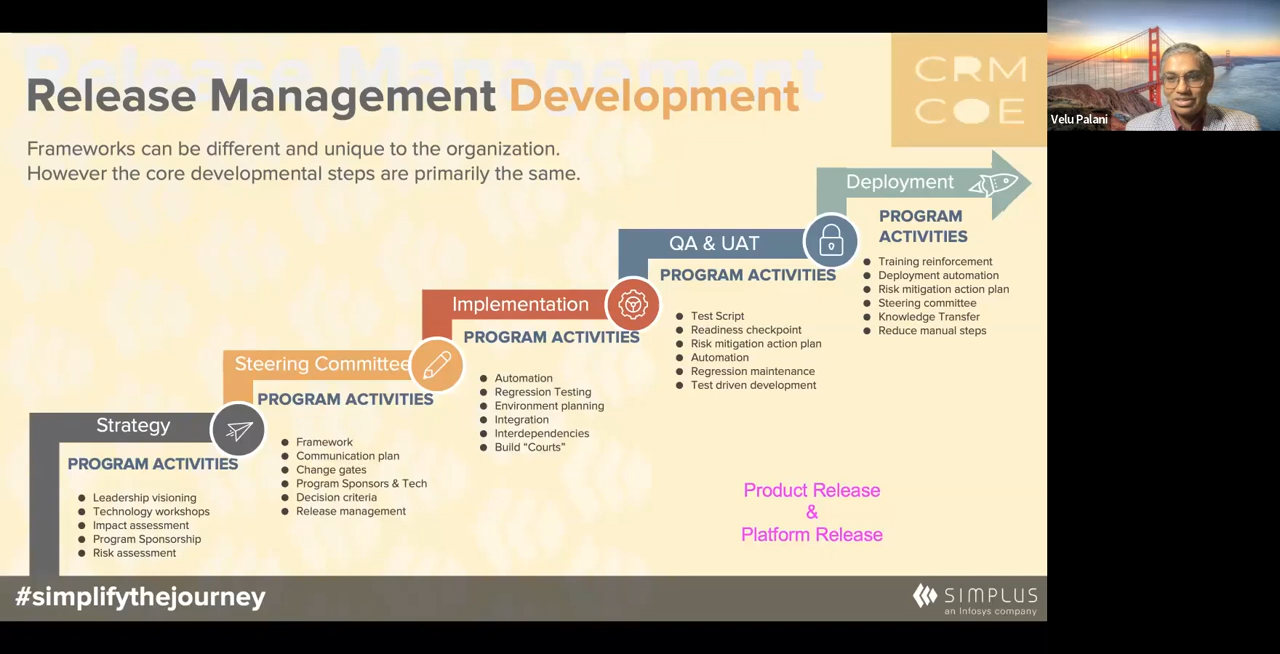 Release Management Development
Frameworks can be different and unique to the organization.
However the core developmental steps are primarily the same.
CRM
COE
Velu Palani
Strategy
PROGRAM ACTIVITIES
Leadership visioning
Technology workshops
Impact assessment
Program Sponsorship
Risk assessment
Steering Committee
PROGRAM ACTIVITIES
Framework
Communication plan
Change gates
Program Sponsors & Tech
Decision criteria
Release management
Implementation
PROGRAM ACTIVITIES
Automation
Regression Testing
Environment planning
Integration
Interdependencies
Build “Courts”
QA & UAT
PROGRAM ACTIVITIES
Test Script
Readiness checkpoint
Risk mitigation action plan
Automation
Regression maintenance
Test driven development
Deployment
PROGRAM
ACTIVITIES
Training reinforcement
Deployment automation
Risk mitigation action plan
Steering committee
Knowledge Transfer
Reduce manual steps
Product Release
&
Platform Release
#simplifythejourney
SIMPLUS
an Infosys company